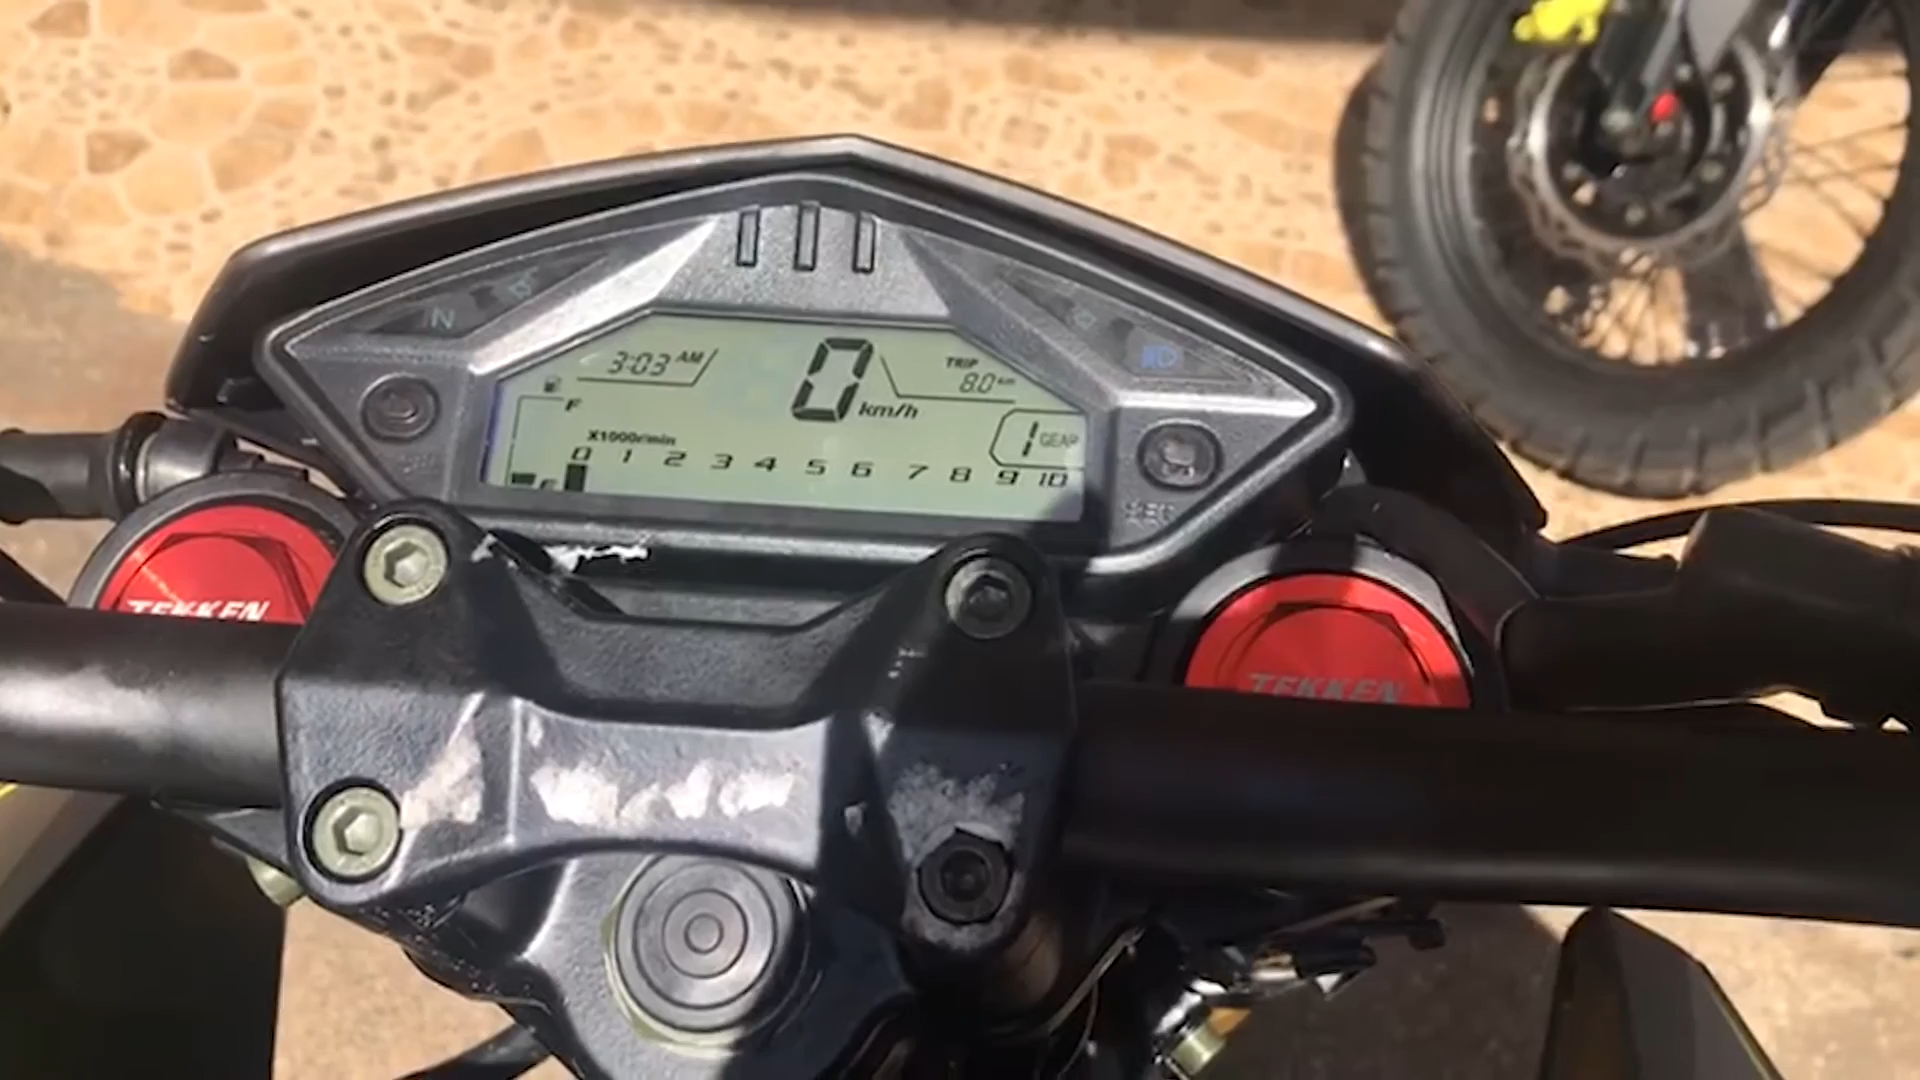 N
3:03 AM
0 km/h
TRIP
8.0 km
F
X1000r/min
1 GEAR
0 1 2 3 4 5 6 7 8 9 10
E
TEKKEN
TEKKEN